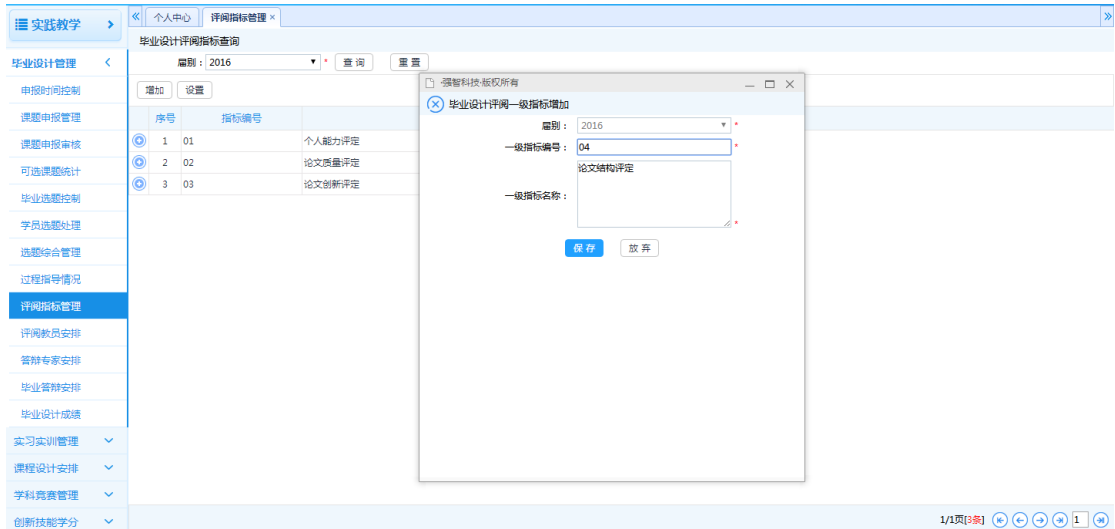 实践教学
个人中心 评阅指标管理 ×
毕业设计评阅指标查询
毕业设计管理
届别： 2016 * 查 询 重 置
申报时间控制
增加 设置
课题申报管理
序号 指标编号
课题申报审核
1 01 个人能力评定
2 02 论文质量评定
3 03 论文创新评定
可选课题统计
毕业选题控制
学员选题处理
选题综合管理
过程指导情况
评阅指标管理
评阅教员安排
答辩专家安排
毕业答辩安排
毕业设计成绩
实习实训管理
课程设计安排
学科竞赛管理
创新技能学分
·强智科技·版权所有
毕业设计评阅一级指标增加
届别： 2016 *
一级指标编号： 04 *
一级指标名称： 论文结构评定 *
保 存 放 弃
1/1页[3条] 1